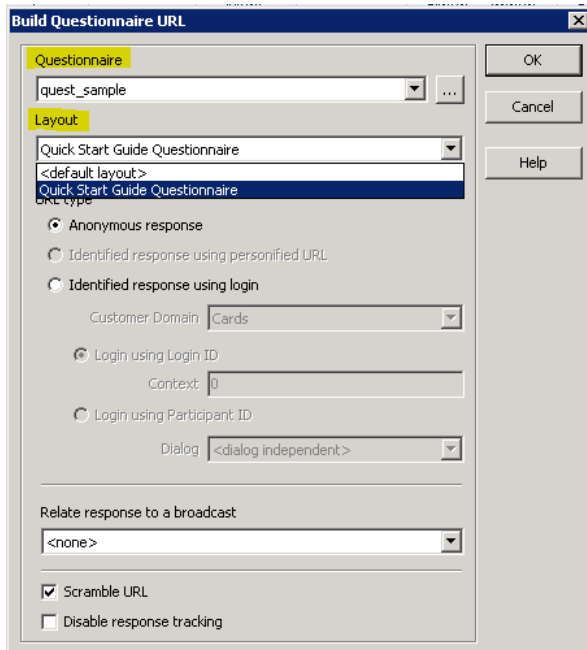 Build Questionnaire URL
Questionnaire
quest_sample
...
Layout
Quick Start Guide Questionnaire
<default layout>
Quick Start Guide Questionnaire
URL type
Anonymous response
Identified response using personified URL
Identified response using login
Customer Domain Cards
Login using Login ID
Context 0
Login using Participant ID
Dialog <dialog independent>
Relate response to a broadcast
<none>
Scramble URL
Disable response tracking
OK
Cancel
Help